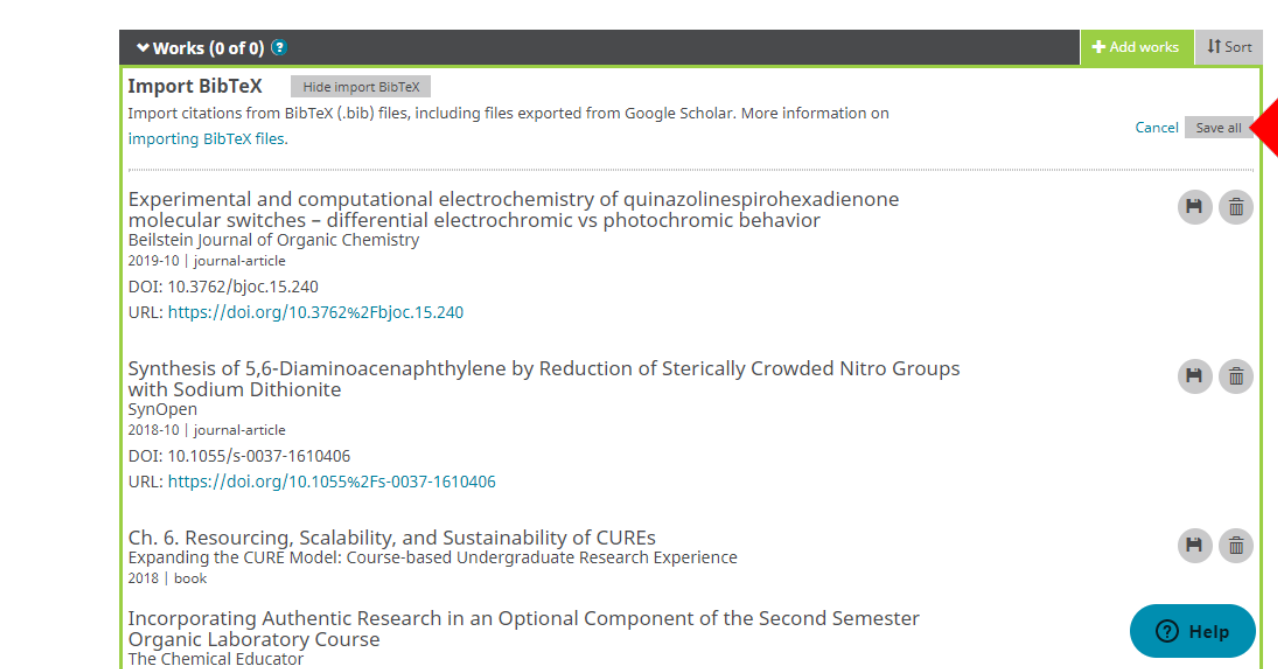 Works (0 of 0) ?
Add works
Sort
Import BibTeX
Hide import BibTeX
Import citations from BibTeX (.bib) files, including files exported from Google Scholar. More information on
importing BibTeX files.
Cancel
Save all
Experimental and computational electrochemistry of quinazolinespirohexadienone
molecular switches – differential electrochromic vs photochromic behavior
Beilstein Journal of Organic Chemistry
2019-10 | journal-article
DOI: 10.3762/bjoc.15.240
URL: https://doi.org/10.3762%2Fbjoc.15.240
Synthesis of 5,6-Diaminoacenaphthylene by Reduction of Sterically Crowded Nitro Groups
with Sodium Dithionite
SynOpen
2018-10 | journal-article
DOI: 10.1055/s-0037-1610406
URL: https://doi.org/10.1055%2Fs-0037-1610406
Ch. 6. Resourcing, Scalability, and Sustainability of CUREs
Expanding the CURE Model: Course-based Undergraduate Research Experience
2018 | book
Incorporating Authentic Research in an Optional Component of the Second Semester
Organic Laboratory Course
The Chemical Educator
? Help